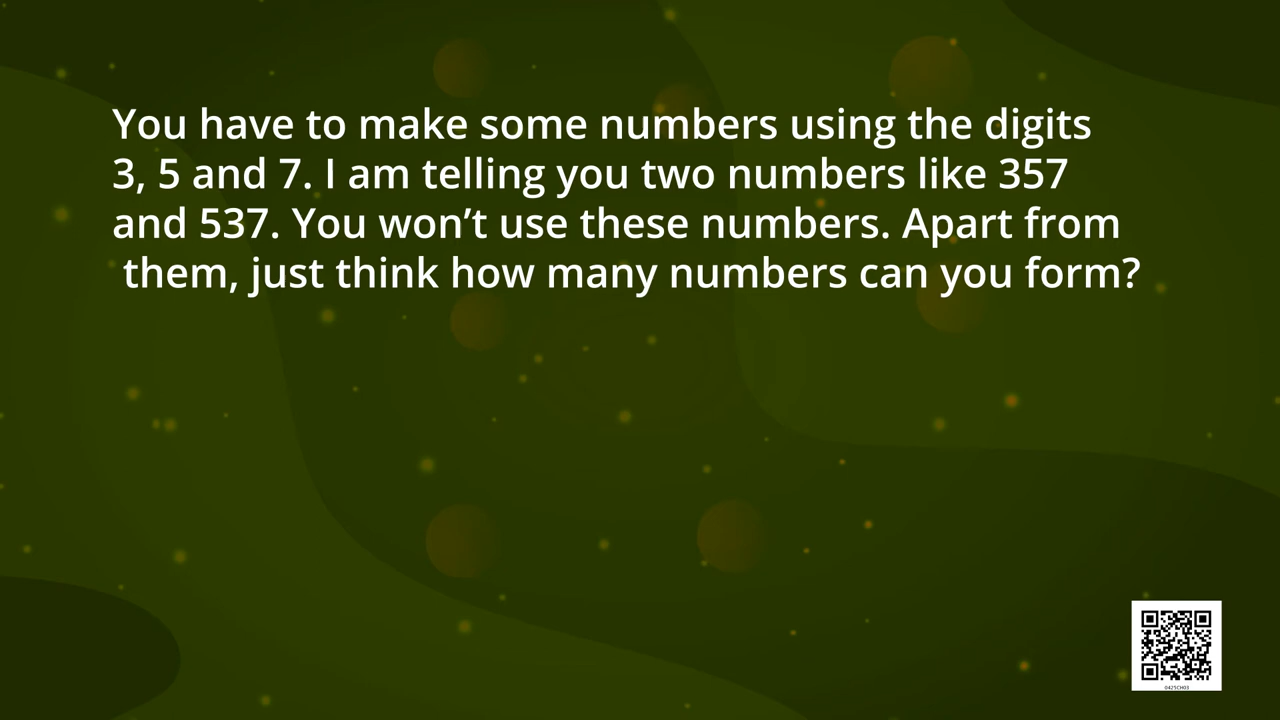 You have to make some numbers using the digits
3, 5 and 7. I am telling you two numbers like 357
and 537. You won’t use these numbers. Apart from
them, just think how many numbers can you form?
0425CH03